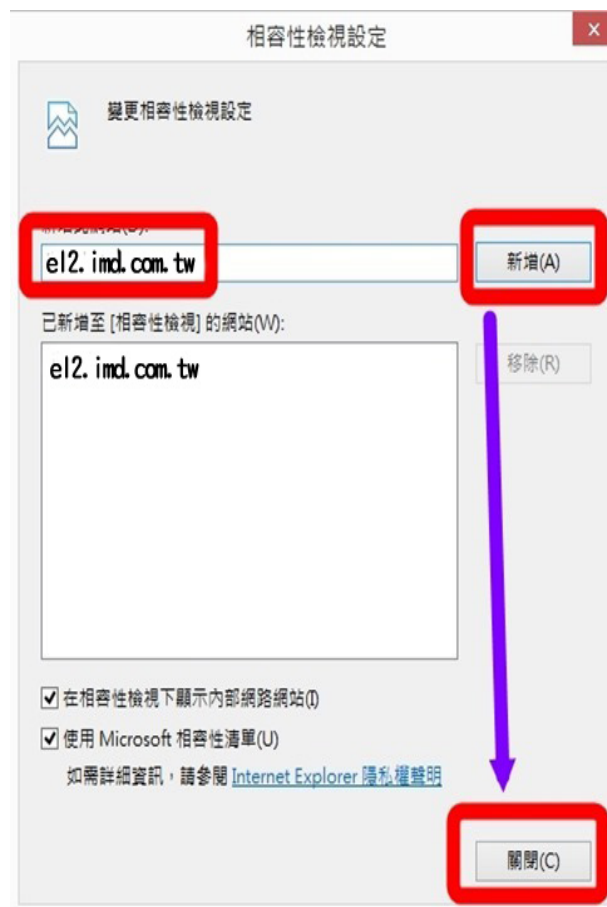 相容性檢視設定
x
變更相容性檢視設定
el2.imd.com.tw
新增(A)
已新增至 [相容性檢視] 的網站(W):
el2.imd.com.tw
移除(R)
在相容性檢視下顯示內部網路網站(I)
使用 Microsoft 相容性清單(U)
如需詳細資訊，請參閱 Internet Explorer 隱私權聲明
關閉(C)